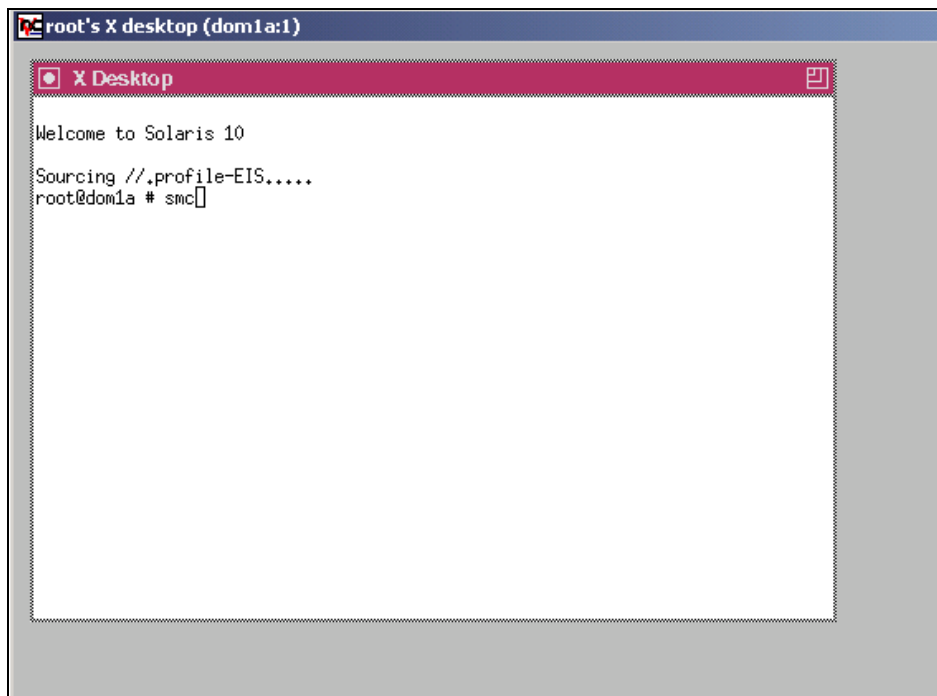 root's X desktop (dom1a:1)
X Desktop
Welcome to Solaris 10
Sourcing //.profile-EIS.....
root@dom1a # smc